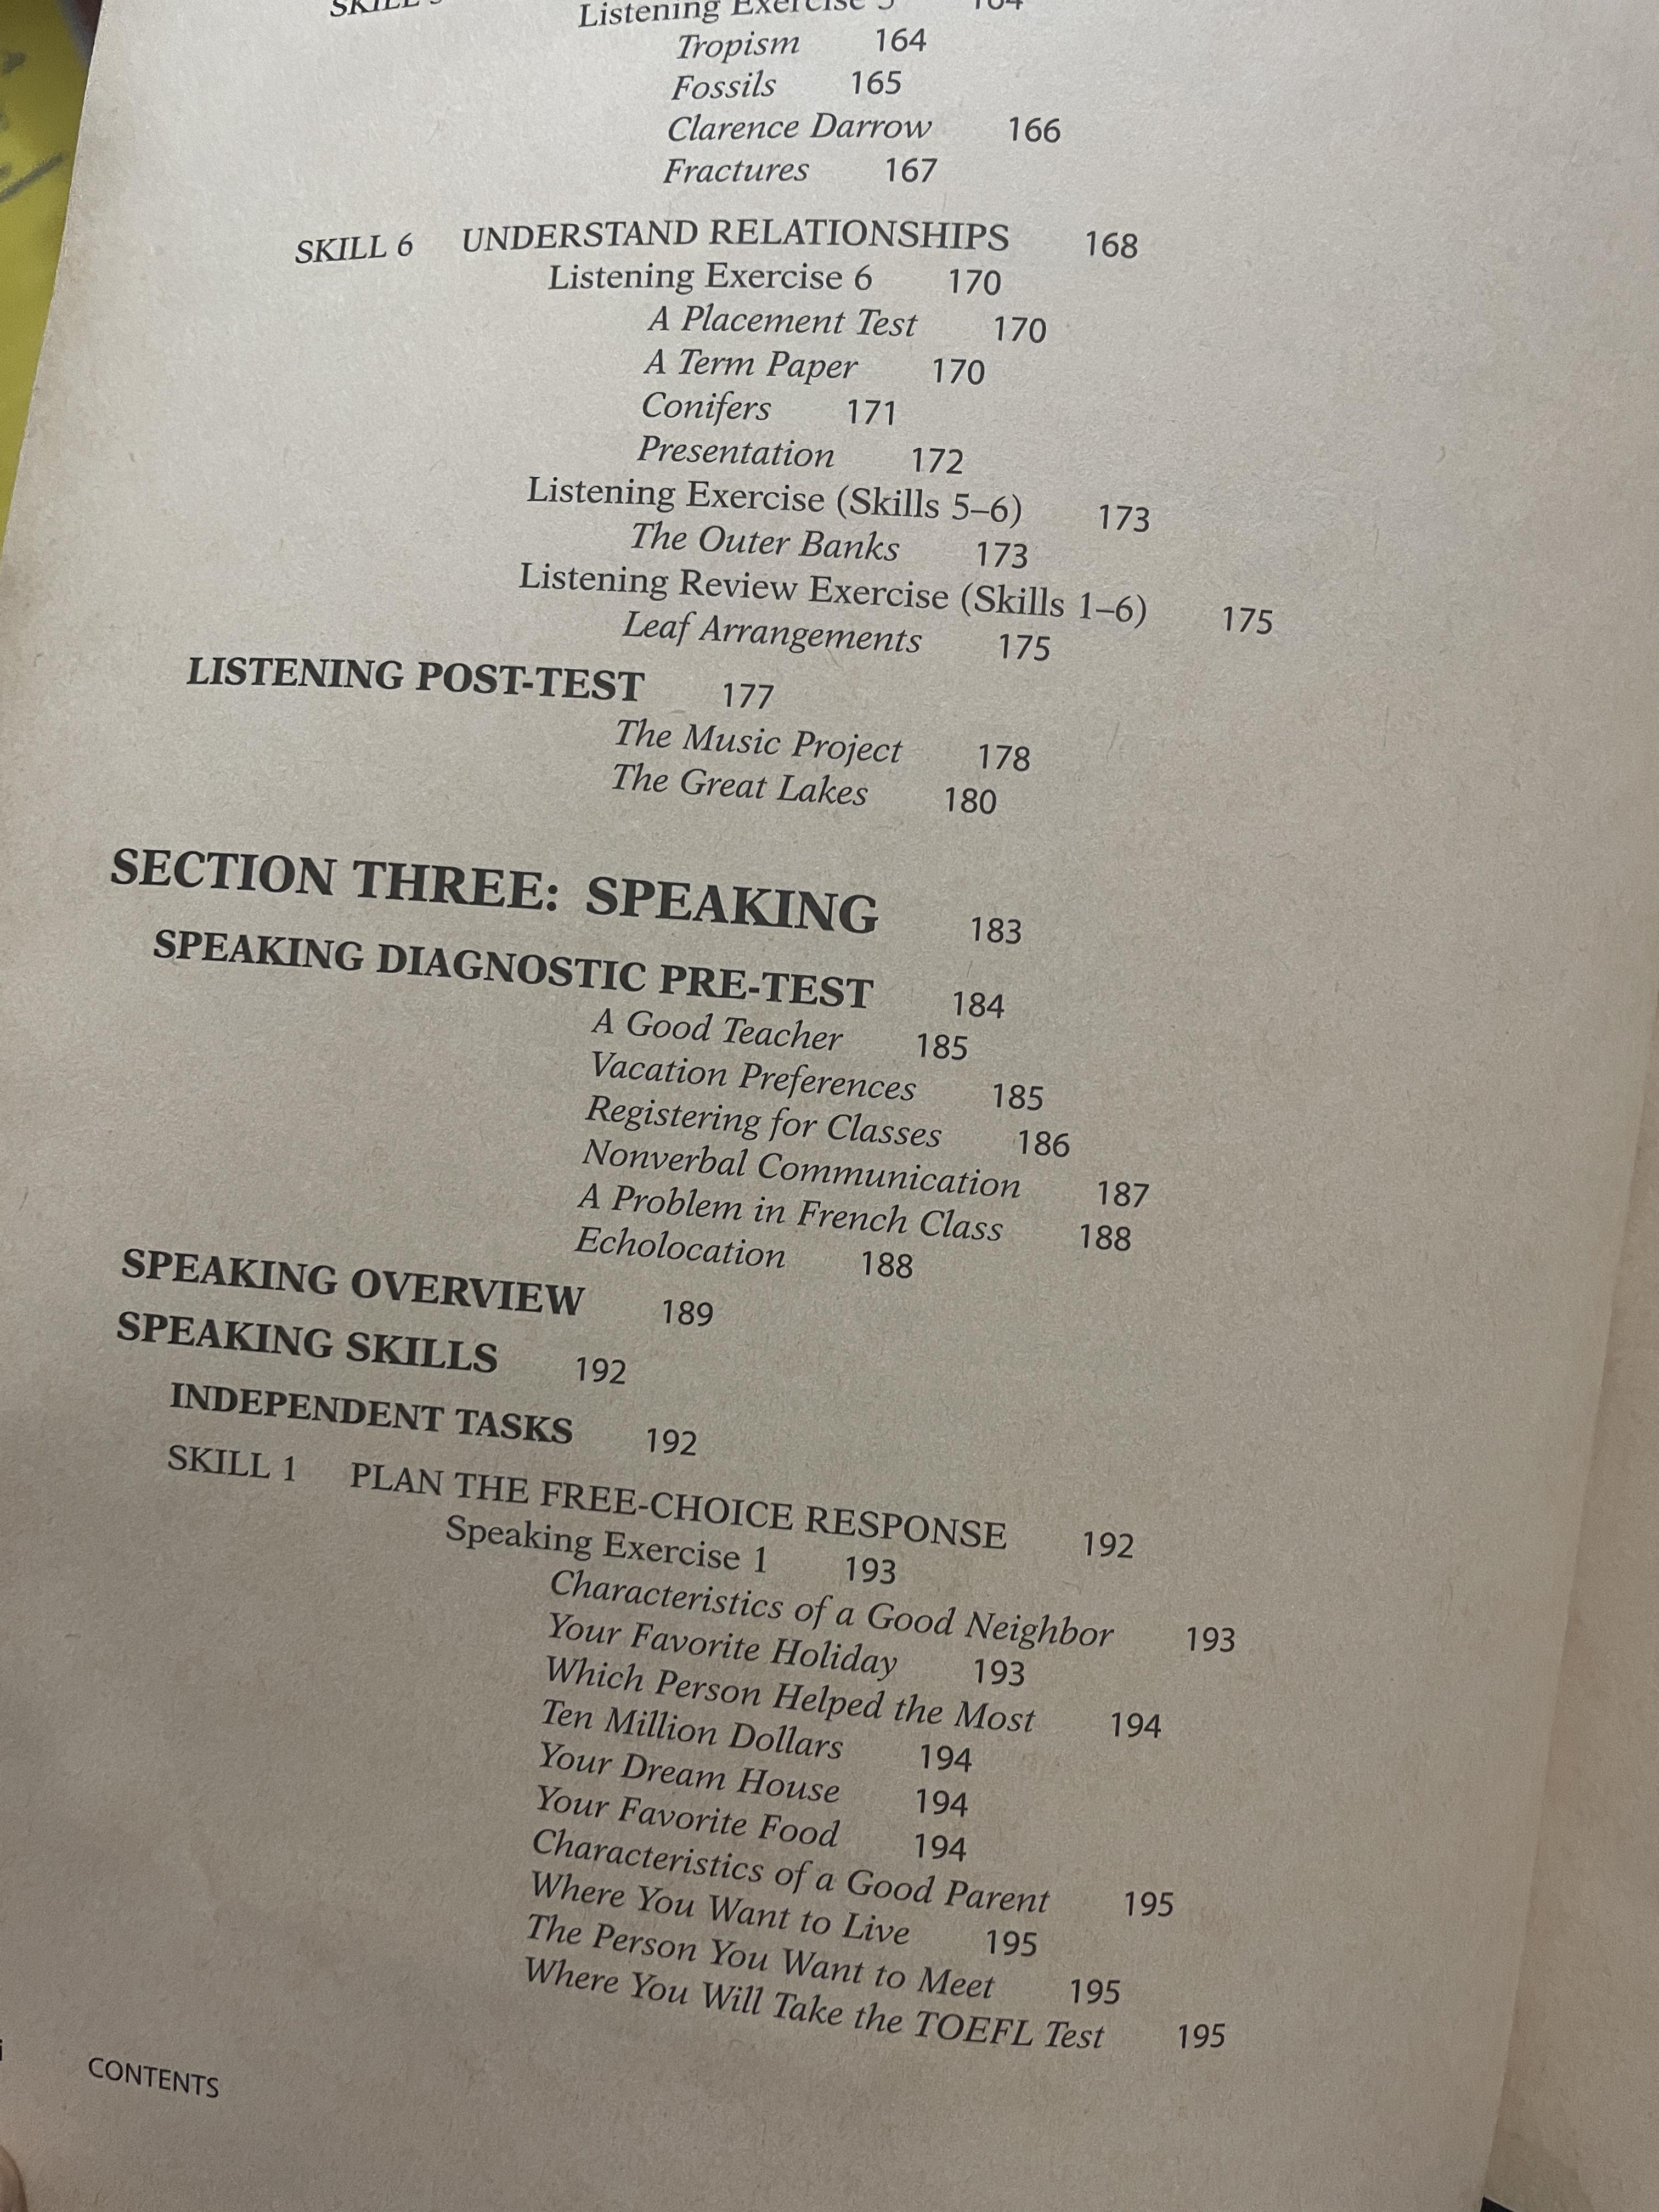 Listening Exercise 5 164
Tropism 164
Fossils 165
Clarence Darrow 166
Fractures 167
SKILL 6 UNDERSTAND RELATIONSHIPS 168
Listening Exercise 6 170
A Placement Test 170
A Term Paper 170
Conifers 171
Presentation 172
Listening Exercise (Skills 5–6) 173
The Outer Banks 173
Listening Review Exercise (Skills 1–6) 175
Leaf Arrangements 175
LISTENING POST-TEST 177
The Music Project 178
The Great Lakes 180
SECTION THREE: SPEAKING 183
SPEAKING DIAGNOSTIC PRE-TEST 184
A Good Teacher 185
Vacation Preferences 185
Registering for Classes 186
Nonverbal Communication 187
A Problem in French Class 188
Echolocation 188
SPEAKING OVERVIEW 189
SPEAKING SKILLS 192
INDEPENDENT TASKS 192
SKILL 1 PLAN THE FREE-CHOICE RESPONSE 192
Speaking Exercise 1 193
Characteristics of a Good Neighbor 193
Your Favorite Holiday 193
Which Person Helped the Most 194
Ten Million Dollars 194
Your Dream House 194
Your Favorite Food 194
Characteristics of a Good Parent 195
Where You Want to Live 195
The Person You Want to Meet 195
Where You Will Take the TOEFL Test 195
CONTENTS